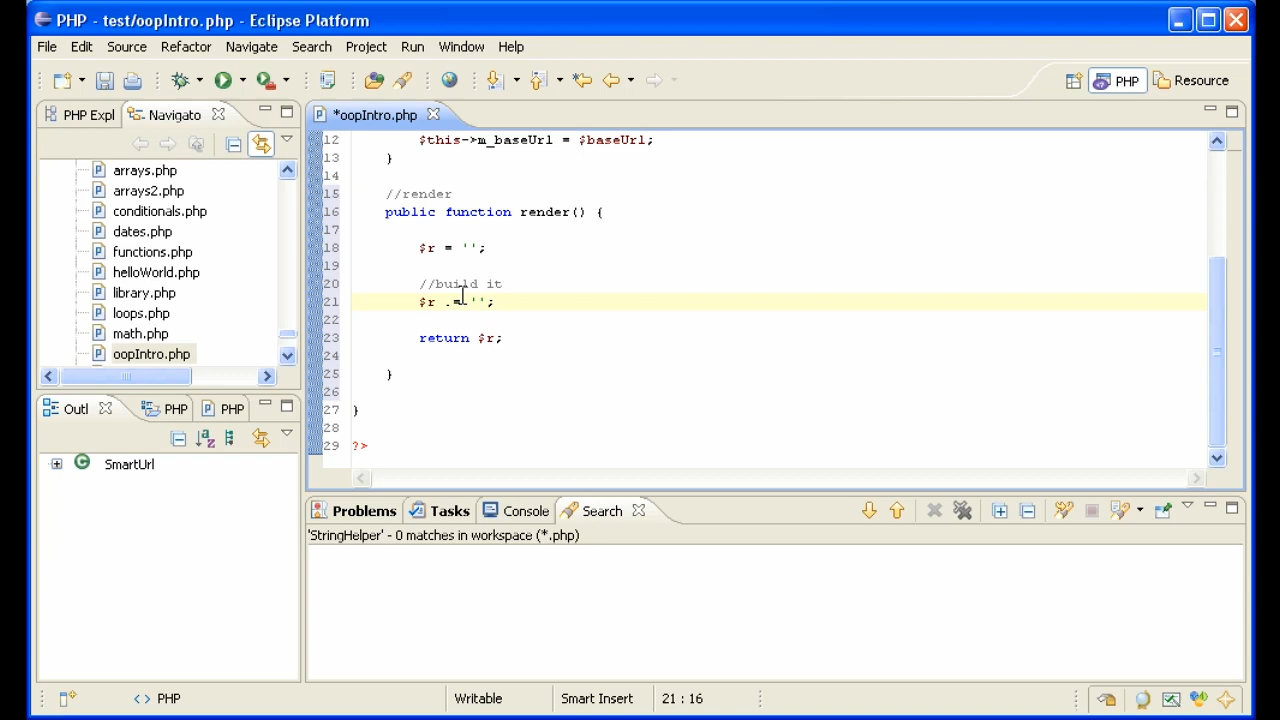 PHP - test/oopIntro.php - Eclipse Platform
File Edit Source Refactor Navigate Search Project Run Window Help
PHP Resource
PHP Expl Navigato
*oopIntro.php
arrays.php
arrays2.php
conditionals.php
dates.php
functions.php
helloWorld.php
library.php
loops.php
math.php
oopIntro.php
12 $this->m_baseUrl = $baseUrl;
13 }
14
15 //render
16 public function render() {
17
18 $r = '';
19
20 //build it
21 $r .= '';
22
23 return $r;
24
25 }
26
27 }
28
29 ?>
Outl PHP PHP
SmartUrl
Problems Tasks Console Search
'StringHelper' - 0 matches in workspace (*.php)
<> PHP Writable Smart Insert 21 : 16